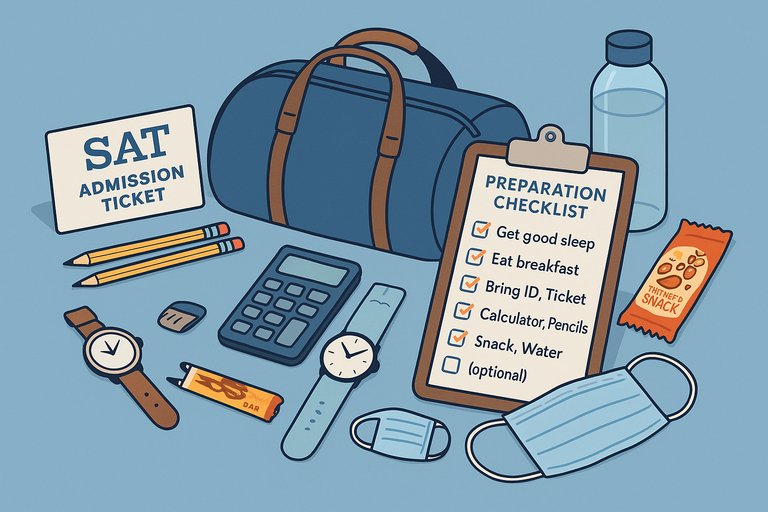 SAT
ADMISSION
TICKET
PREPARATION
CHECKLIST
Get good sleep
Eat breakfast
Bring ID, Ticket
Calculator, Pencils
Snack, Water
(optional)
SNACK
BAR